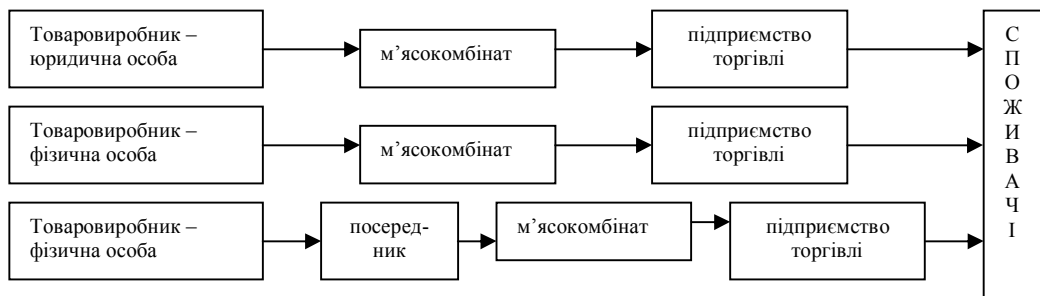 Товаровиробник –
юридична особа
м’ясокомбінат
підприємство
торгівлі
Товаровиробник –
фізична особа
м’ясокомбінат
підприємство
торгівлі
Товаровиробник –
фізична особа
посеред-
ник
м’ясокомбінат
підприємство
торгівлі
С
П
О
Ж
И
В
А
Ч
І